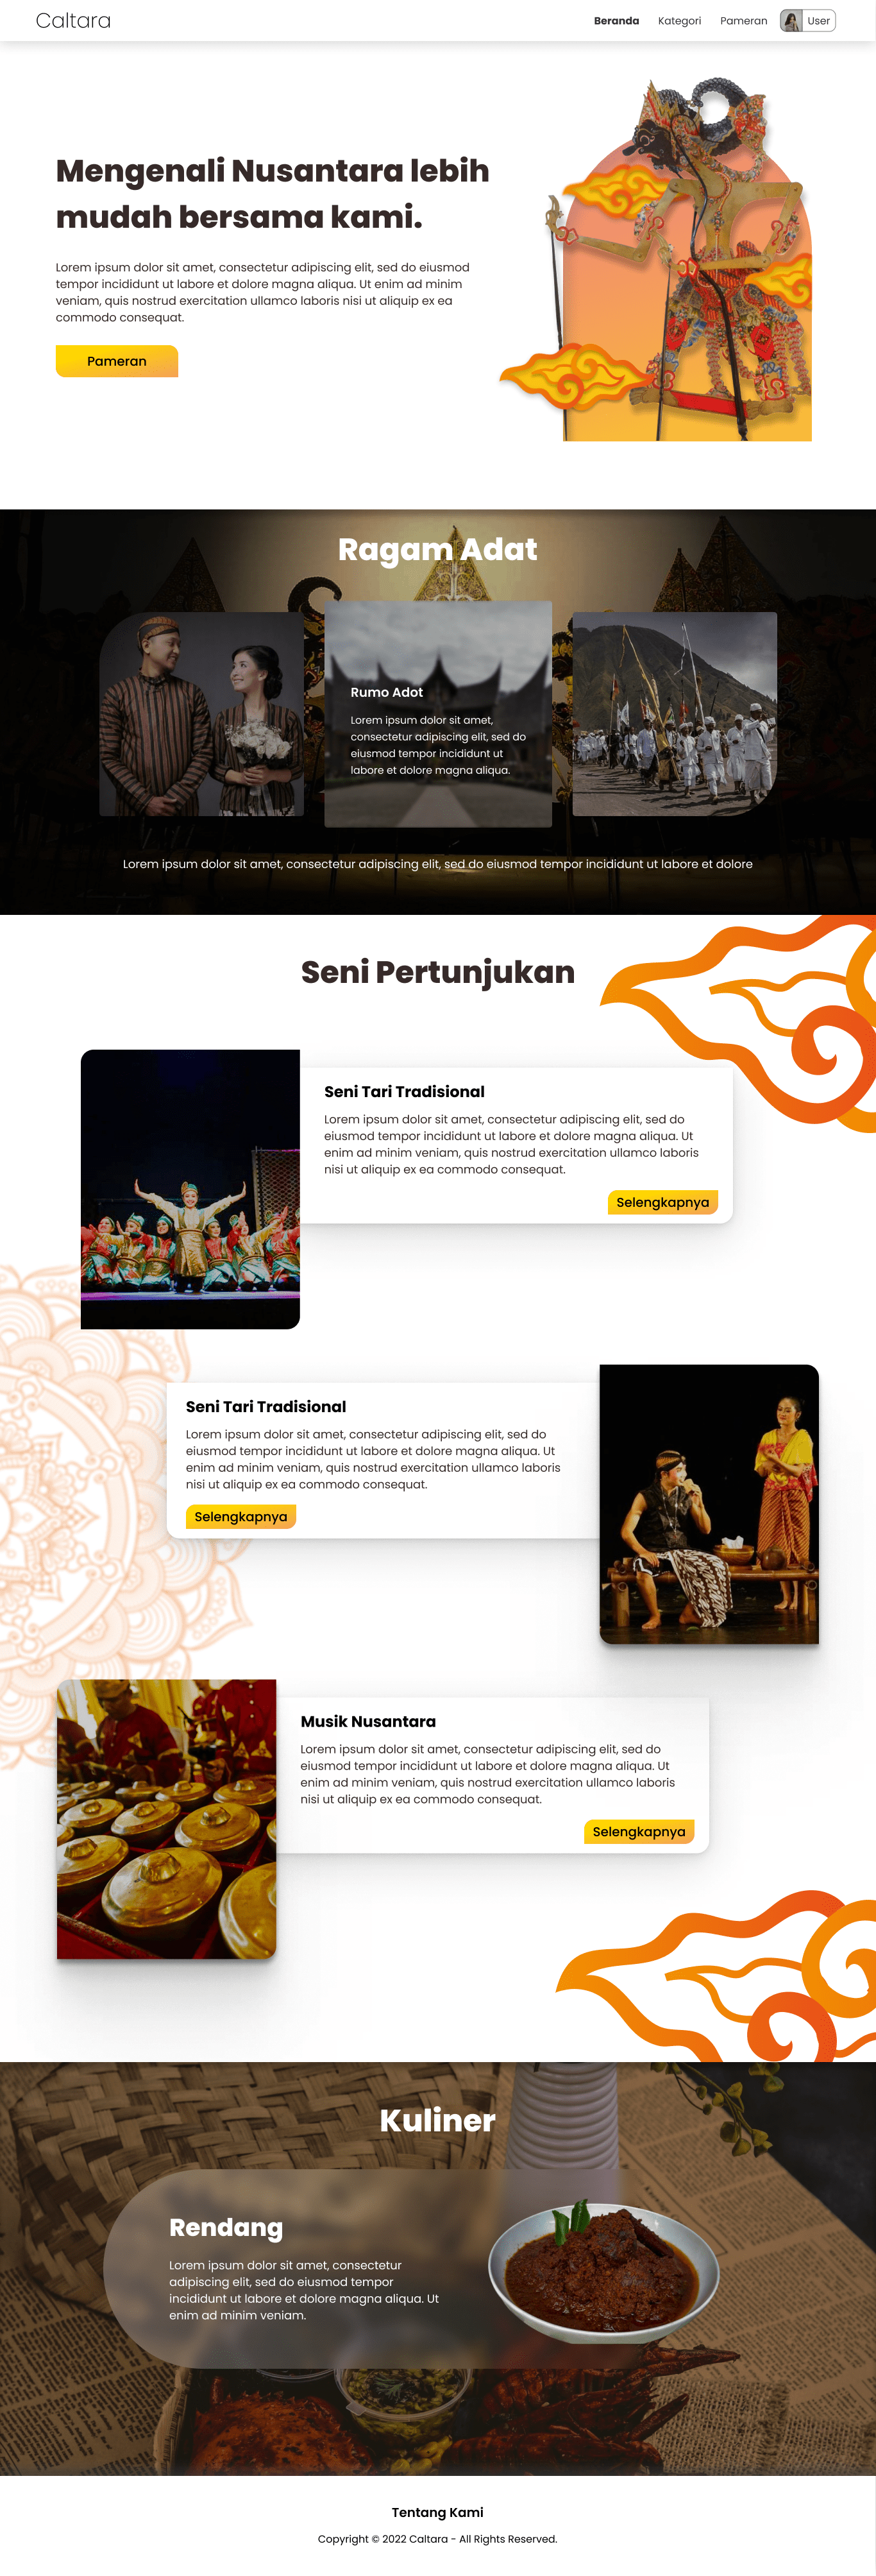 Caltara
Beranda
Kategori
Pameran
User
Mengenali Nusantara lebih
mudah bersama kami.
Lorem ipsum dolor sit amet, consectetur adipiscing elit, sed do eiusmod
tempor incididunt ut labore et dolore magna aliqua. Ut enim ad minim
veniam, quis nostrud exercitation ullamco laboris nisi ut aliquip ex ea
commodo consequat.
Pameran
Ragam Adat
Rumo Adot
Lorem ipsum dolor sit amet,
consectetur adipiscing elit, sed do
eiusmod tempor incididunt ut
labore et dolore magna aliqua.
Lorem ipsum dolor sit amet, consectetur adipiscing elit, sed do eiusmod tempor incididunt ut labore et dolore
Seni Pertunjukan
Seni Tari Tradisional
Lorem ipsum dolor sit amet, consectetur adipiscing elit, sed do
eiusmod tempor incididunt ut labore et dolore magna aliqua. Ut
enim ad minim veniam, quis nostrud exercitation ullamco laboris
nisi ut aliquip ex ea commodo consequat.
Selengkapnya
Seni Tari Tradisional
Lorem ipsum dolor sit amet, consectetur adipiscing elit, sed do
eiusmod tempor incididunt ut labore et dolore magna aliqua. Ut
enim ad minim veniam, quis nostrud exercitation ullamco laboris
nisi ut aliquip ex ea commodo consequat.
Selengkapnya
Musik Nusantara
Lorem ipsum dolor sit amet, consectetur adipiscing elit, sed do
eiusmod tempor incididunt ut labore et dolore magna aliqua. Ut
enim ad minim veniam, quis nostrud exercitation ullamco laboris
nisi ut aliquip ex ea commodo consequat.
Selengkapnya
Kuliner
Rendang
Lorem ipsum dolor sit amet, consectetur
adipiscing elit, sed do eiusmod tempor
incididunt ut labore et dolore magna aliqua. Ut
enim ad minim veniam.
Tentang Kami
Copyright © 2022 Caltara - All Rights Reserved.